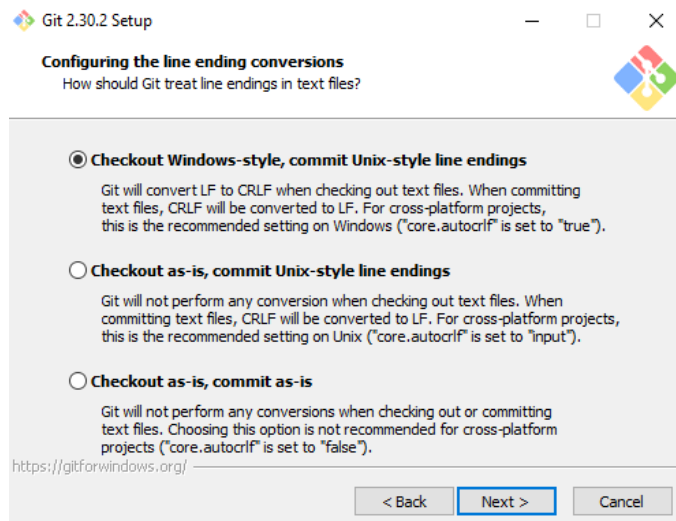 Git 2.30.2 Setup
Configuring the line ending conversions
How should Git treat line endings in text files?
Checkout Windows-style, commit Unix-style line endings
Git will convert LF to CRLF when checking out text files. When committing
text files, CRLF will be converted to LF. For cross-platform projects,
this is the recommended setting on Windows ("core.autocrlf" is set to "true").
Checkout as-is, commit Unix-style line endings
Git will not perform any conversion when checking out text files. When
committing text files, CRLF will be converted to LF. For cross-platform projects,
this is the recommended setting on Unix ("core.autocrlf" is set to "input").
Checkout as-is, commit as-is
Git will not perform any conversions when checking out or committing
text files. Choosing this option is not recommended for cross-platform
projects ("core.autocrlf" is set to "false").
https://gitforwindows.org/
< Back Next > Cancel